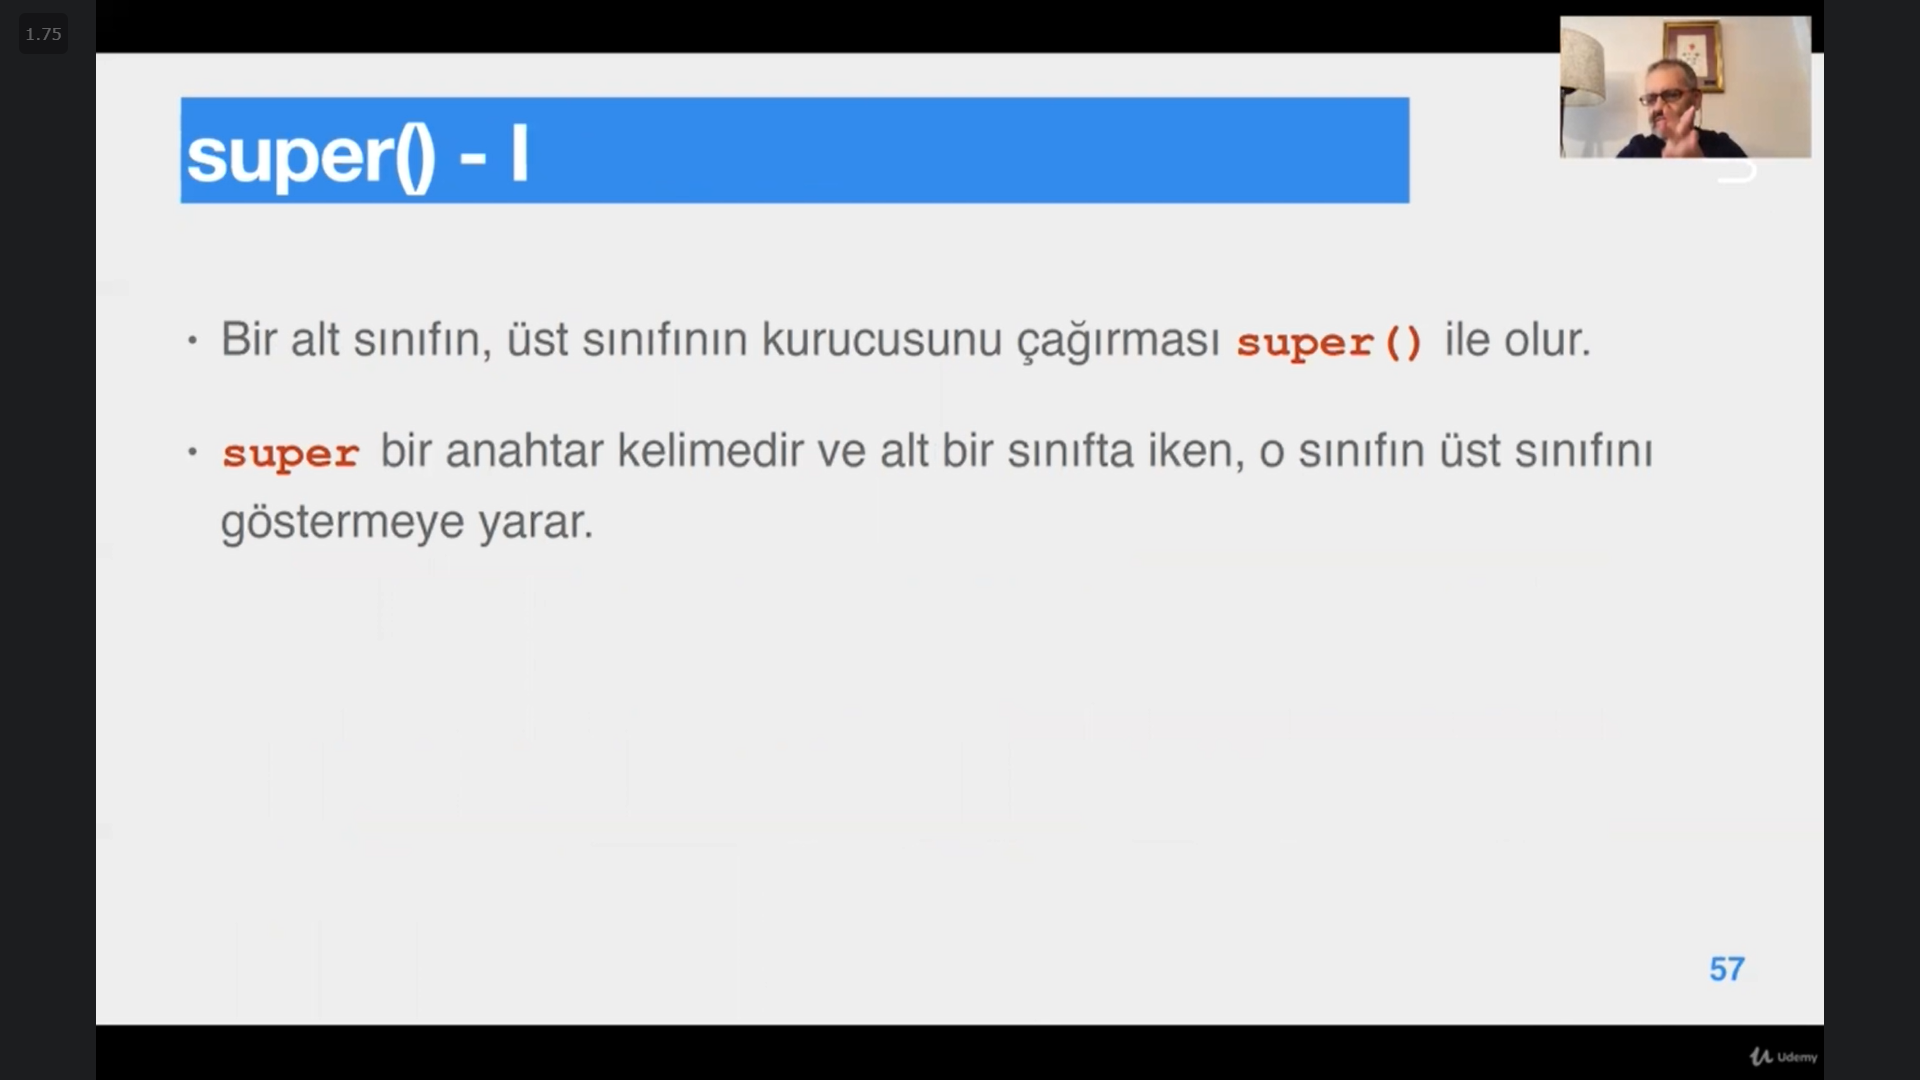 1.75
super() - I
• Bir alt sınıfın, üst sınıfının kurucusunu çağırması super() ile olur.
• super bir anahtar kelimedir ve alt bir sınıfta iken, o sınıfın üst sınıfını
göstermeye yarar.
57
Udemy